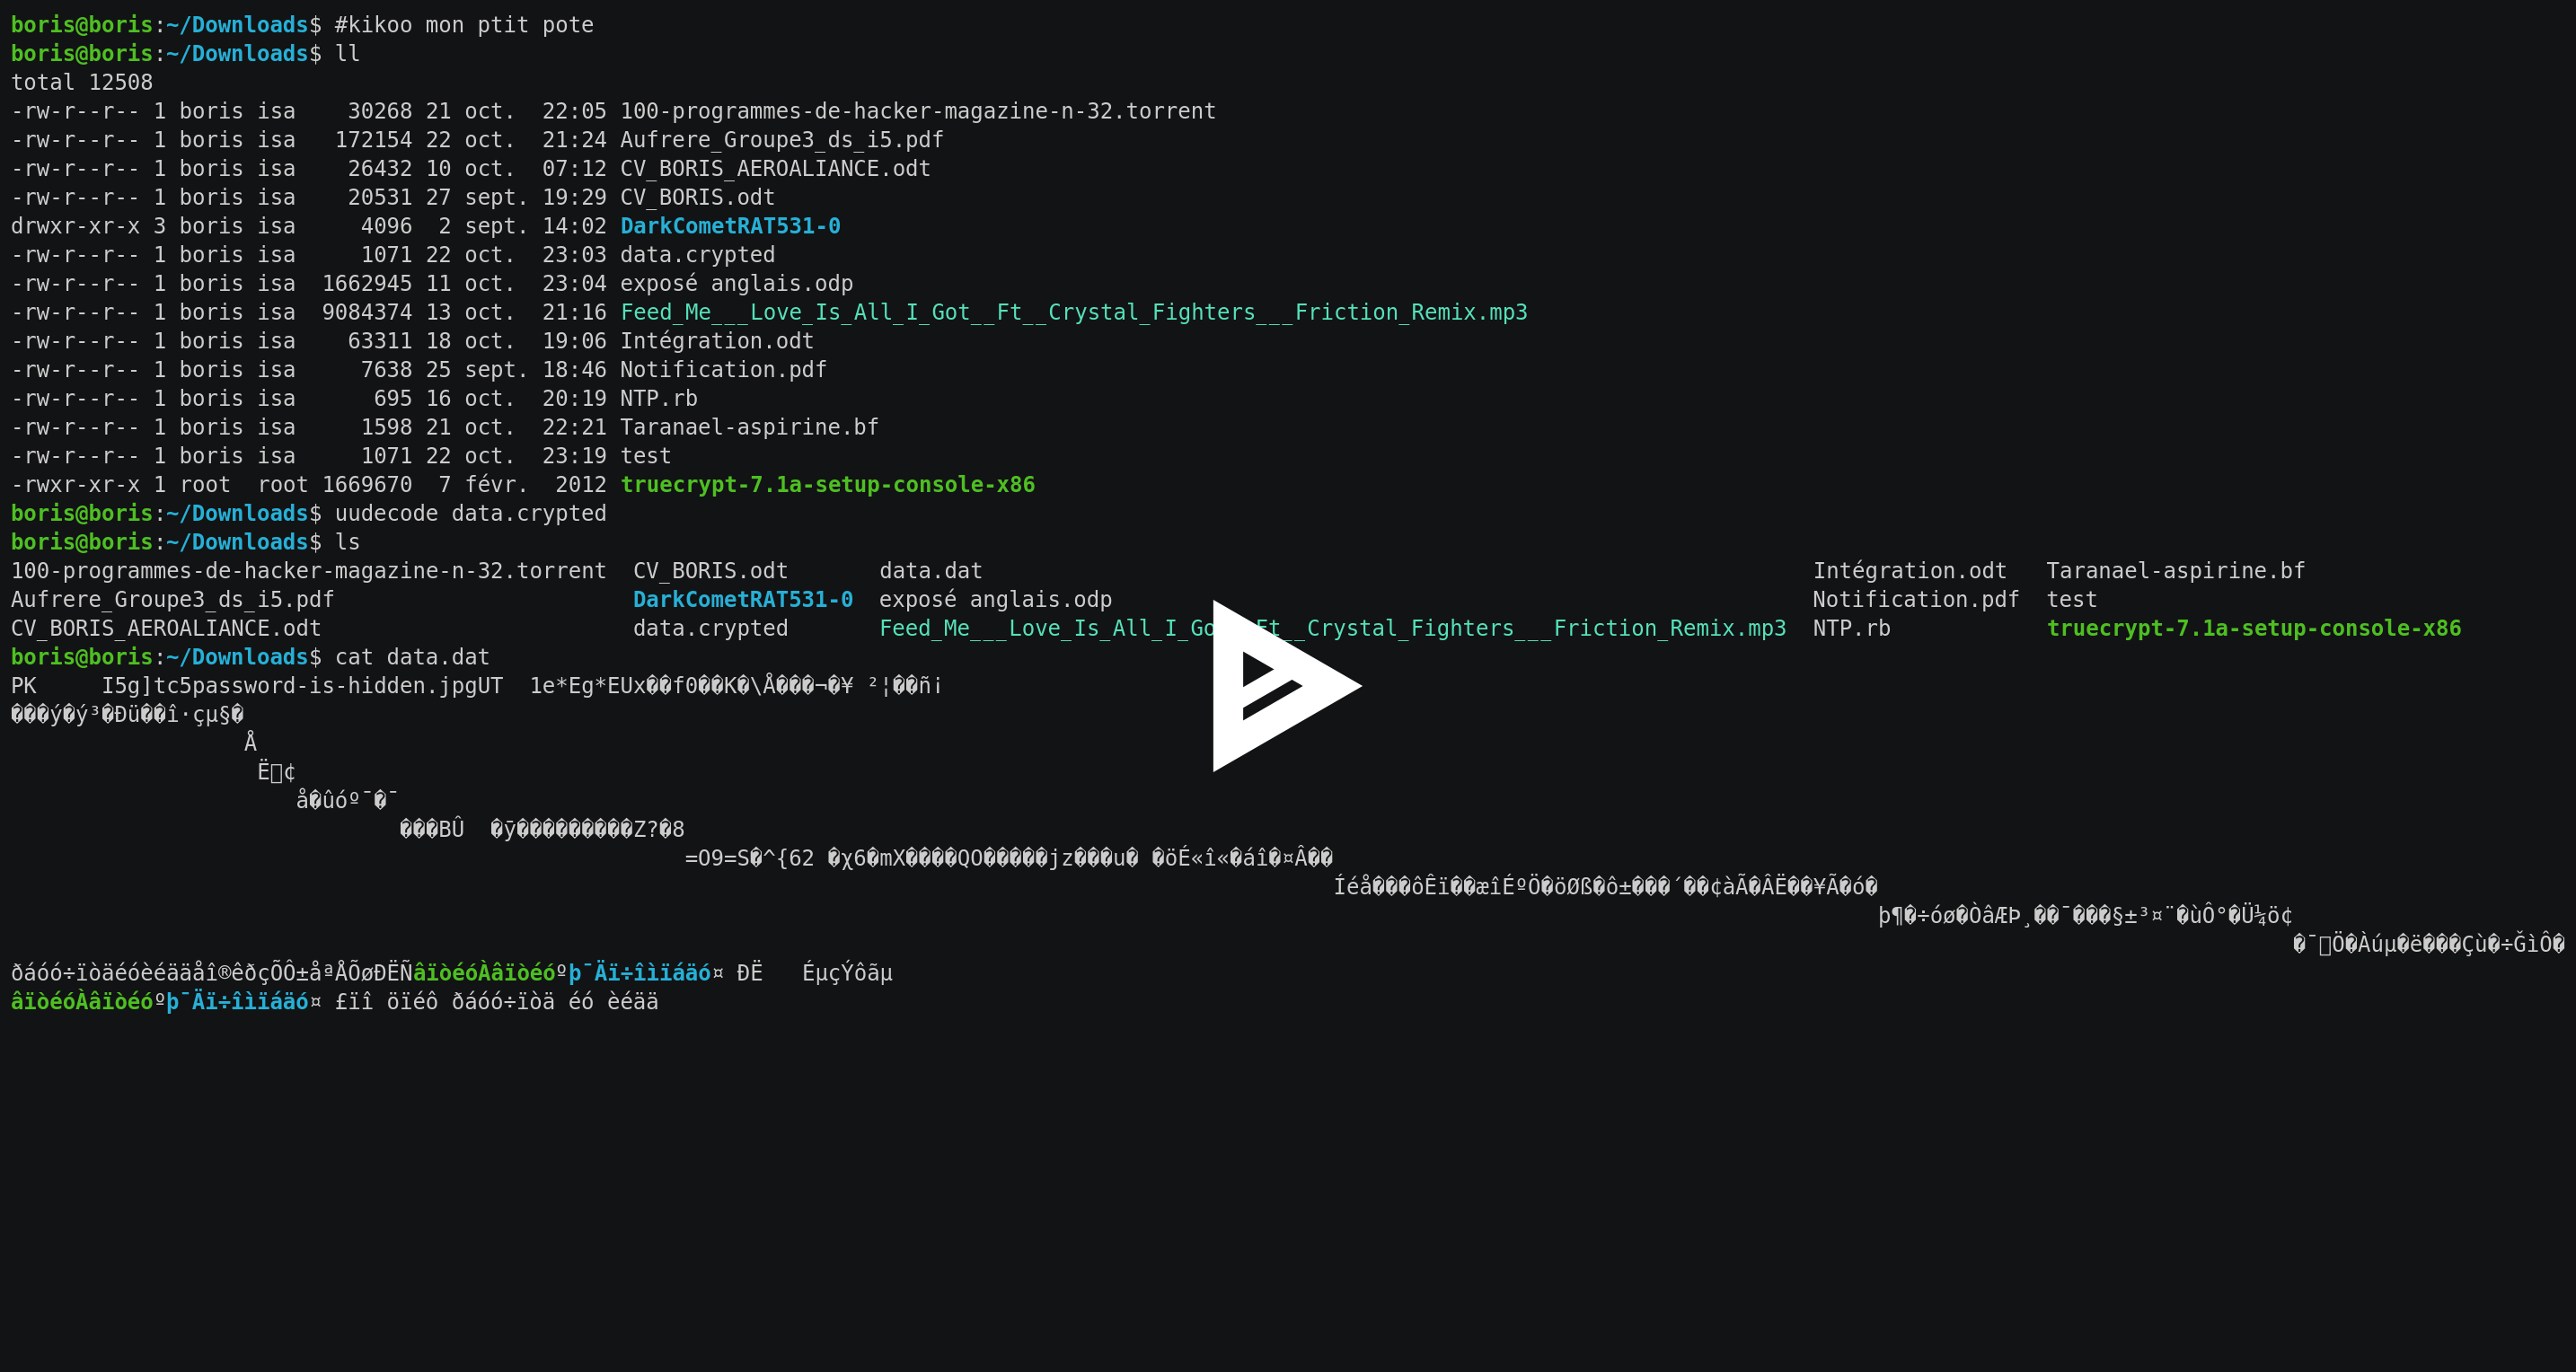 boris@boris:~/Downloads$ #kikoo mon ptit pote
boris@boris:~/Downloads$ ll
total 12508
-rw-r--r-- 1 boris isa    30268 21 oct.  22:05 100-programmes-de-hacker-magazine-n-32.torrent
-rw-r--r-- 1 boris isa   172154 22 oct.  21:24 Aufrere_Groupe3_ds_i5.pdf
-rw-r--r-- 1 boris isa    26432 10 oct.  07:12 CV_BORIS_AEROALIANCE.odt
-rw-r--r-- 1 boris isa    20531 27 sept. 19:29 CV_BORIS.odt
drwxr-xr-x 3 boris isa     4096  2 sept. 14:02 DarkCometRAT531-0
-rw-r--r-- 1 boris isa     1071 22 oct.  23:03 data.crypted
-rw-r--r-- 1 boris isa  1662945 11 oct.  23:04 exposé anglais.odp
-rw-r--r-- 1 boris isa  9084374 13 oct.  21:16 Feed_Me___Love_Is_All_I_Got__Ft__Crystal_Fighters___Friction_Remix.mp3
-rw-r--r-- 1 boris isa    63311 18 oct.  19:06 Intégration.odt
-rw-r--r-- 1 boris isa     7638 25 sept. 18:46 Notification.pdf
-rw-r--r-- 1 boris isa      695 16 oct.  20:19 NTP.rb
-rw-r--r-- 1 boris isa     1598 21 oct.  22:21 Taranael-aspirine.bf
-rw-r--r-- 1 boris isa     1071 22 oct.  23:19 test
-rwxr-xr-x 1 root  root 1669670  7 févr.  2012 truecrypt-7.1a-setup-console-x86
boris@boris:~/Downloads$ uudecode data.crypted
boris@boris:~/Downloads$ ls
100-programmes-de-hacker-magazine-n-32.torrent  CV_BORIS.odt       data.dat  Intégration.odt   Taranael-aspirine.bf
Aufrere_Groupe3_ds_i5.pdf  DarkCometRAT531-0  exposé anglais.odp  Notification.pdf  test
CV_BORIS_AEROALIANCE.odt  data.crypted       Feed_Me___Love_Is_All_I_Go Ft__Crystal_Fighters___Friction_Remix.mp3  NTP.rb  truecrypt-7.1a-setup-console-x86
boris@boris:~/Downloads$ cat data.dat
PK     I5g]tc5password-is-hidden.jpgUT  1e*Eg*EUx��f0��K�\Å���¬�¥ ²¦��ñ¡
���ý�ý³�Ðü��î·çµ§�
Å
Ë¢
å�ûóº¯�¯
���BÛ  �ȳ���������Z?�8
=O9=S�^{62 �χ6�mX����QO�����jz���u� �öÉ«î«�áî�¤Â��
Íéå���ôÊï��æîÉºÖ�öØß�ô±���´��¢àÃ�ÂË��¥Ã�ó�
þ¶�÷óø�ÒâÆÞ¸��¯���§±³¤¨�ùÔ°�Ü¼ö¢
�¯Ö�Àúµ�ë���Çù�÷ǦìÔ�
ðáóó÷ïòäéóèéääåî®êðçÕÔ±åªÅÕøÐËÑâïòéóÀâïòéóºþ¯Äï÷îìïáäó¤ ÐË   ÉµçÝôãµ
âïòéóÀâïòéóºþ¯Äï÷îìïáäó¤ £ïî öïéô ðáóó÷ïòä éó èéää